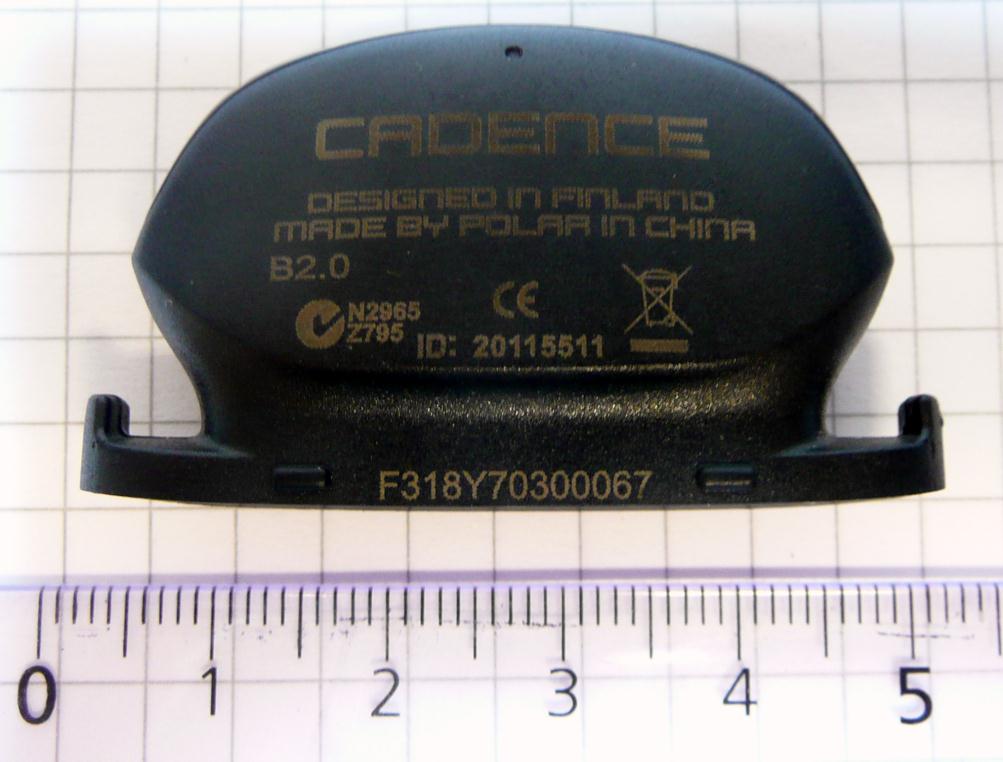 CADENCE
DESIGNED IN FINLAND
MADE BY POLAR IN CHINA
B2.0
N2965
Z795
CE
ID: 20115511
F318Y70300067
0 1 2 3 4 5